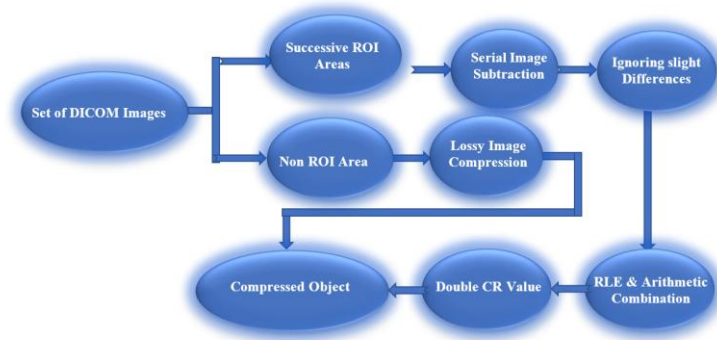 Successive ROI
Areas
Serial Image
Subtraction
Ignoring slight
Differences
Set of DICOM Images
Non ROI Area
Lossy Image
Compression
Compressed Object
Double CR Value
RLE & Arithmetic
Combination